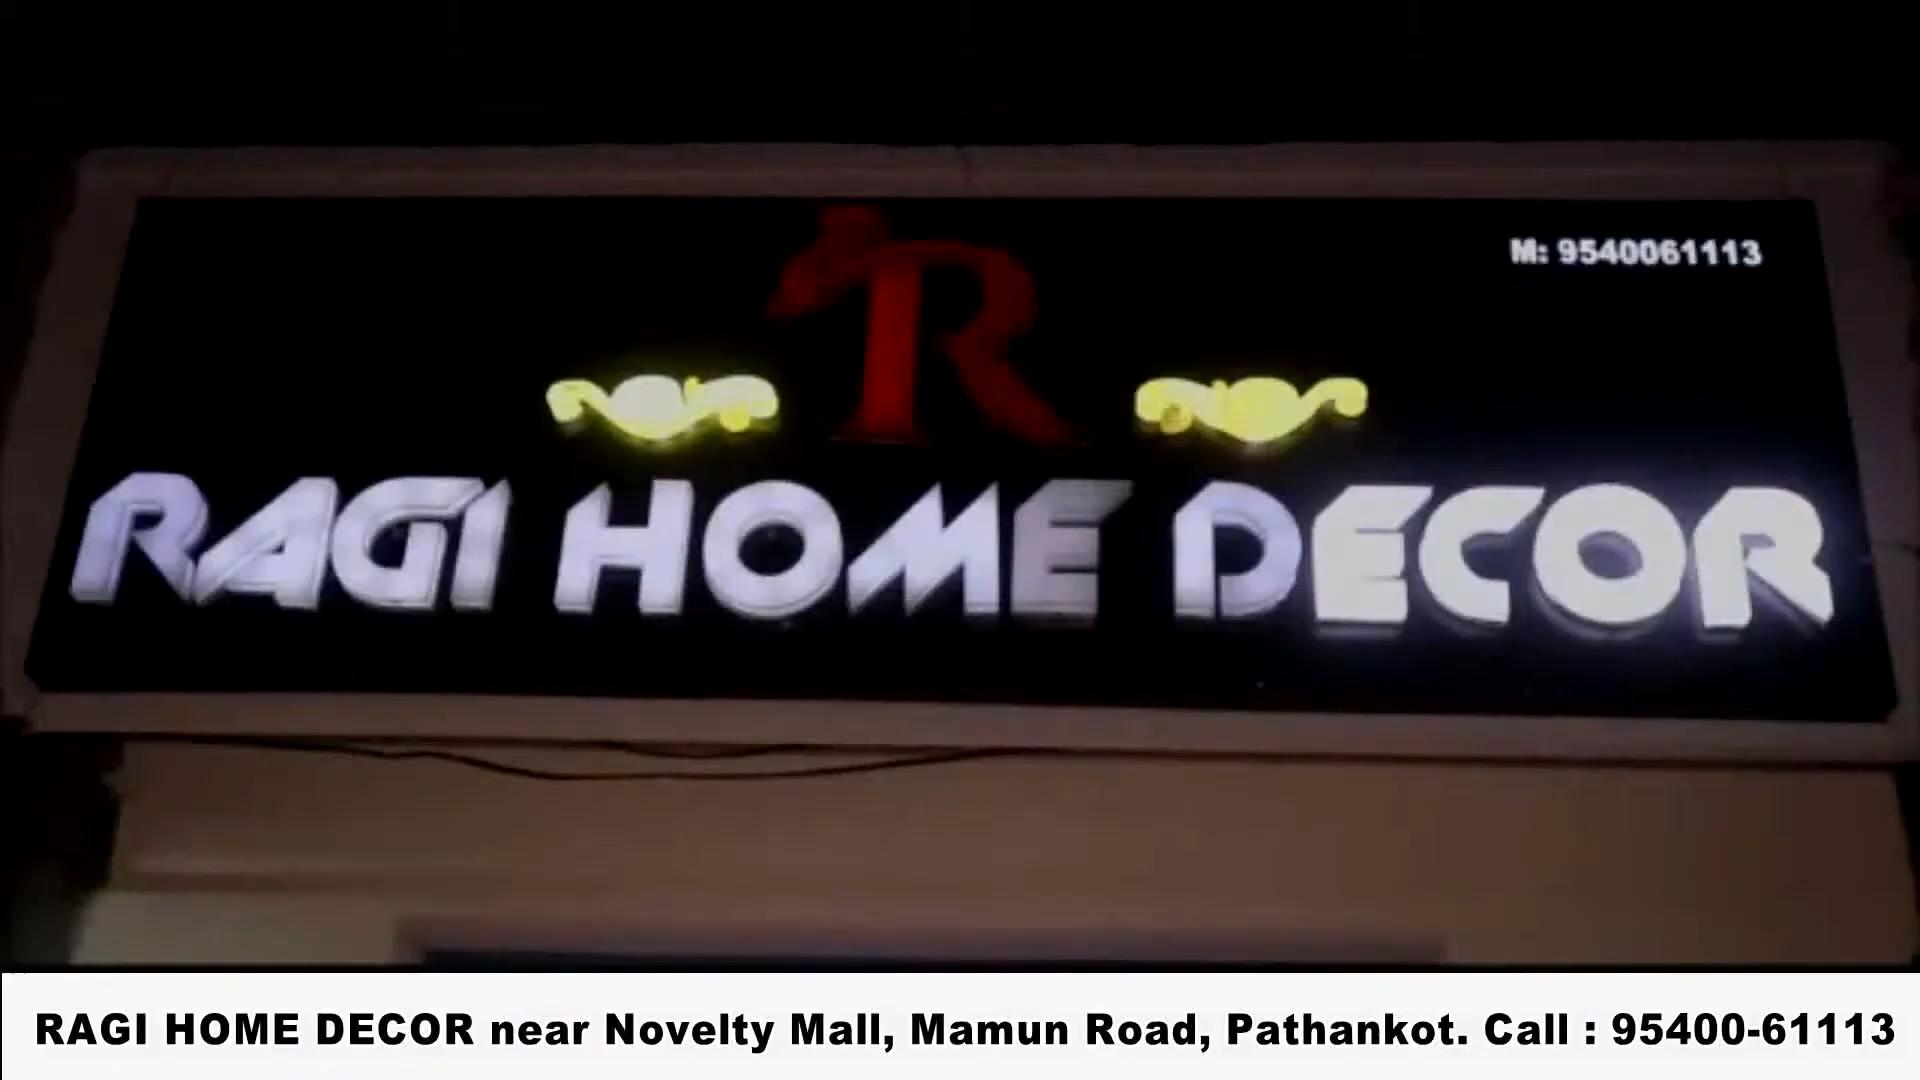 R
M: 9540061113
RAGI HOME DECOR
RAGI HOME DECOR near Novelty Mall, Mamun Road, Pathankot. Call : 95400-61113